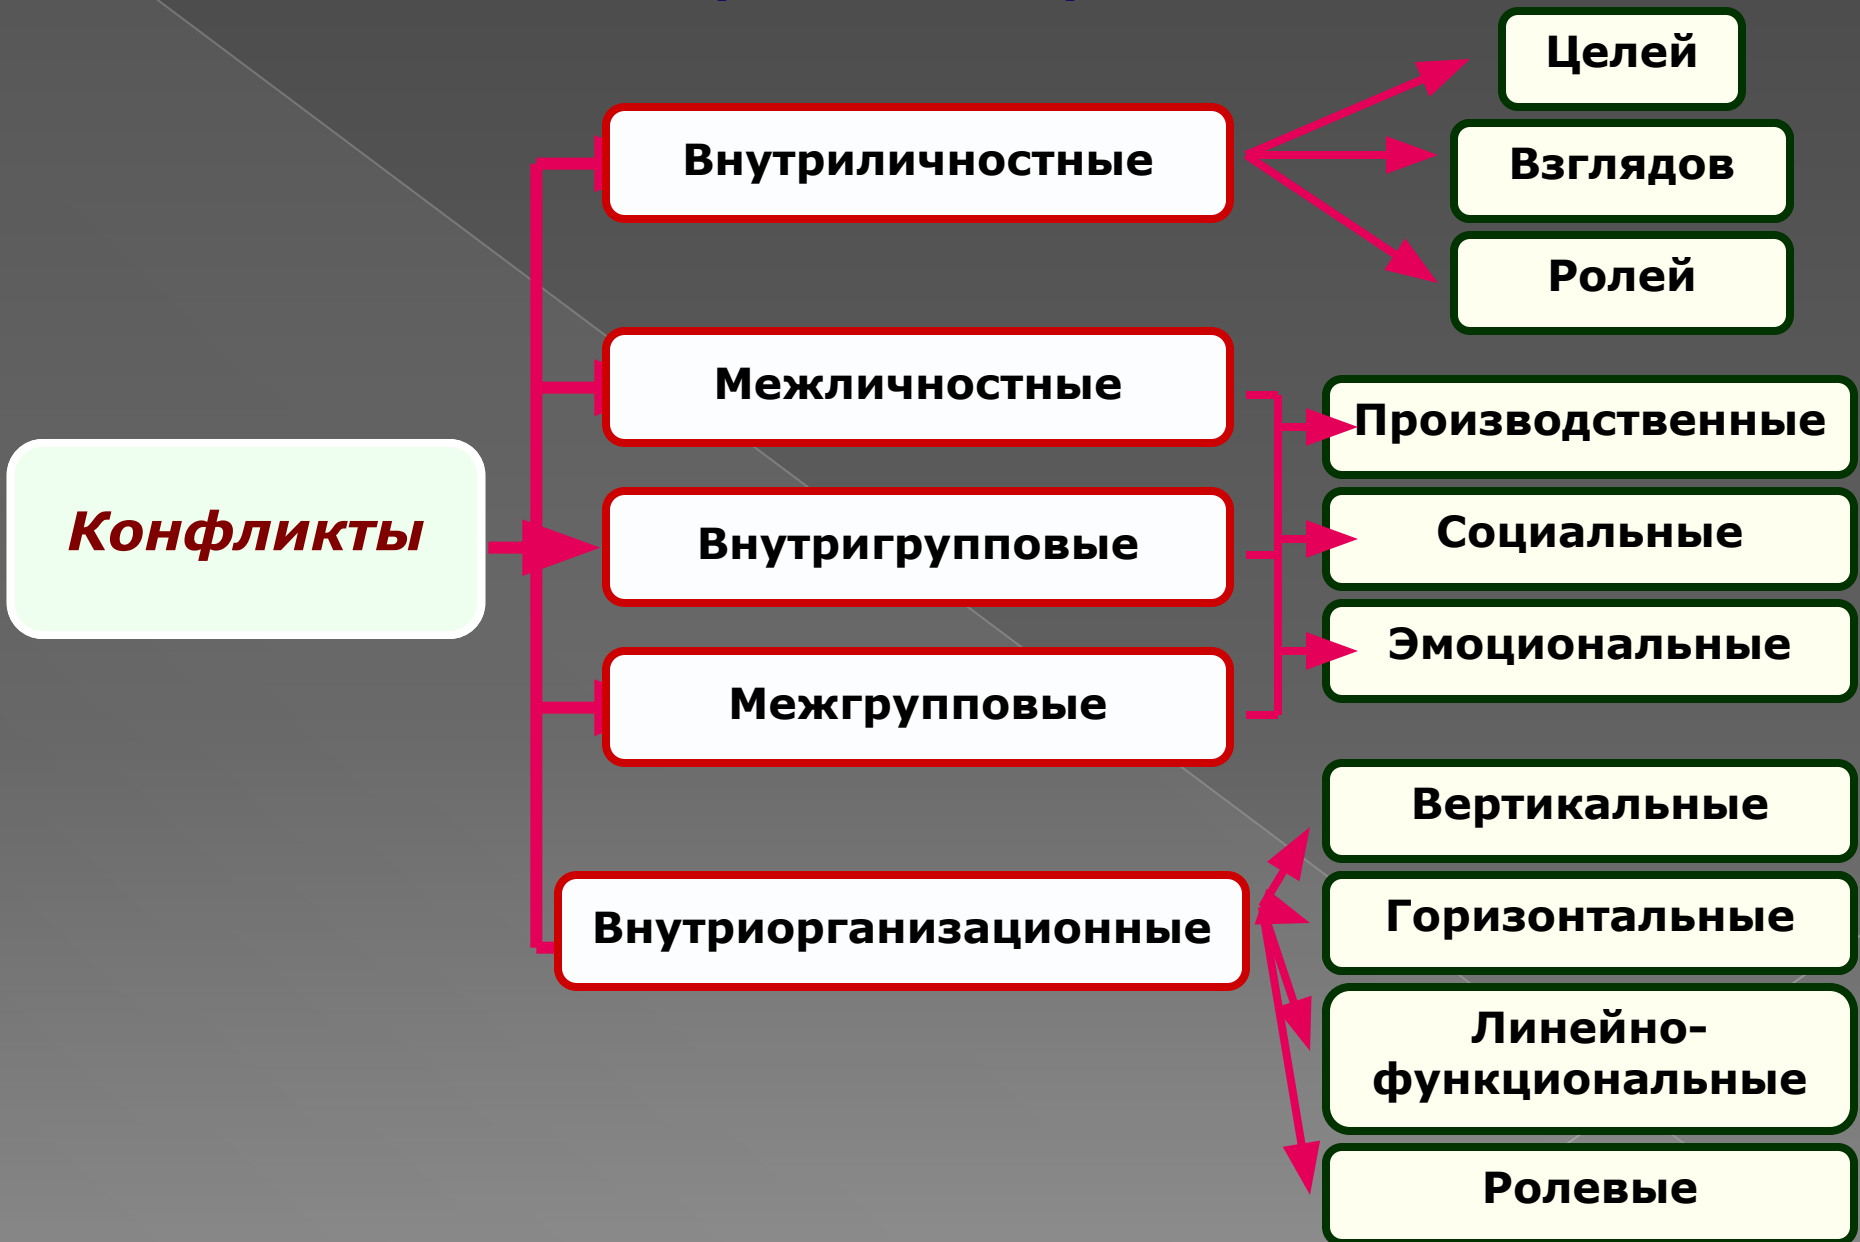 Целей
Внутриличностные
Взглядов
Ролей
Межличностные
Производственные
Конфликты
Внутригрупповые
Социальные
Эмоциональные
Межгрупповые
Вертикальные
Внутриорганизационные
Горизонтальные
Линейно-
функциональные
Ролевые